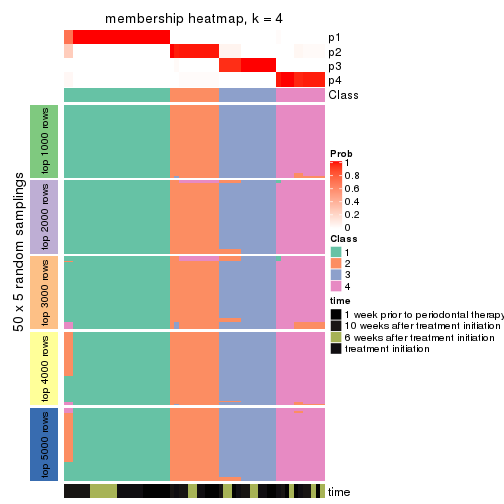 membership heatmap, k = 4
p1
p2
p3
p4
Class
50 x 5 random samplings
top 1000 rows
top 2000 rows
top 3000 rows
top 4000 rows
top 5000 rows
time
Prob
1
0.8
0.6
0.4
0.2
0
Class
1
2
3
4
time
1 week prior to periodontal therapy
10 weeks after treatment initiation
6 weeks after treatment initiation
treatment initiation